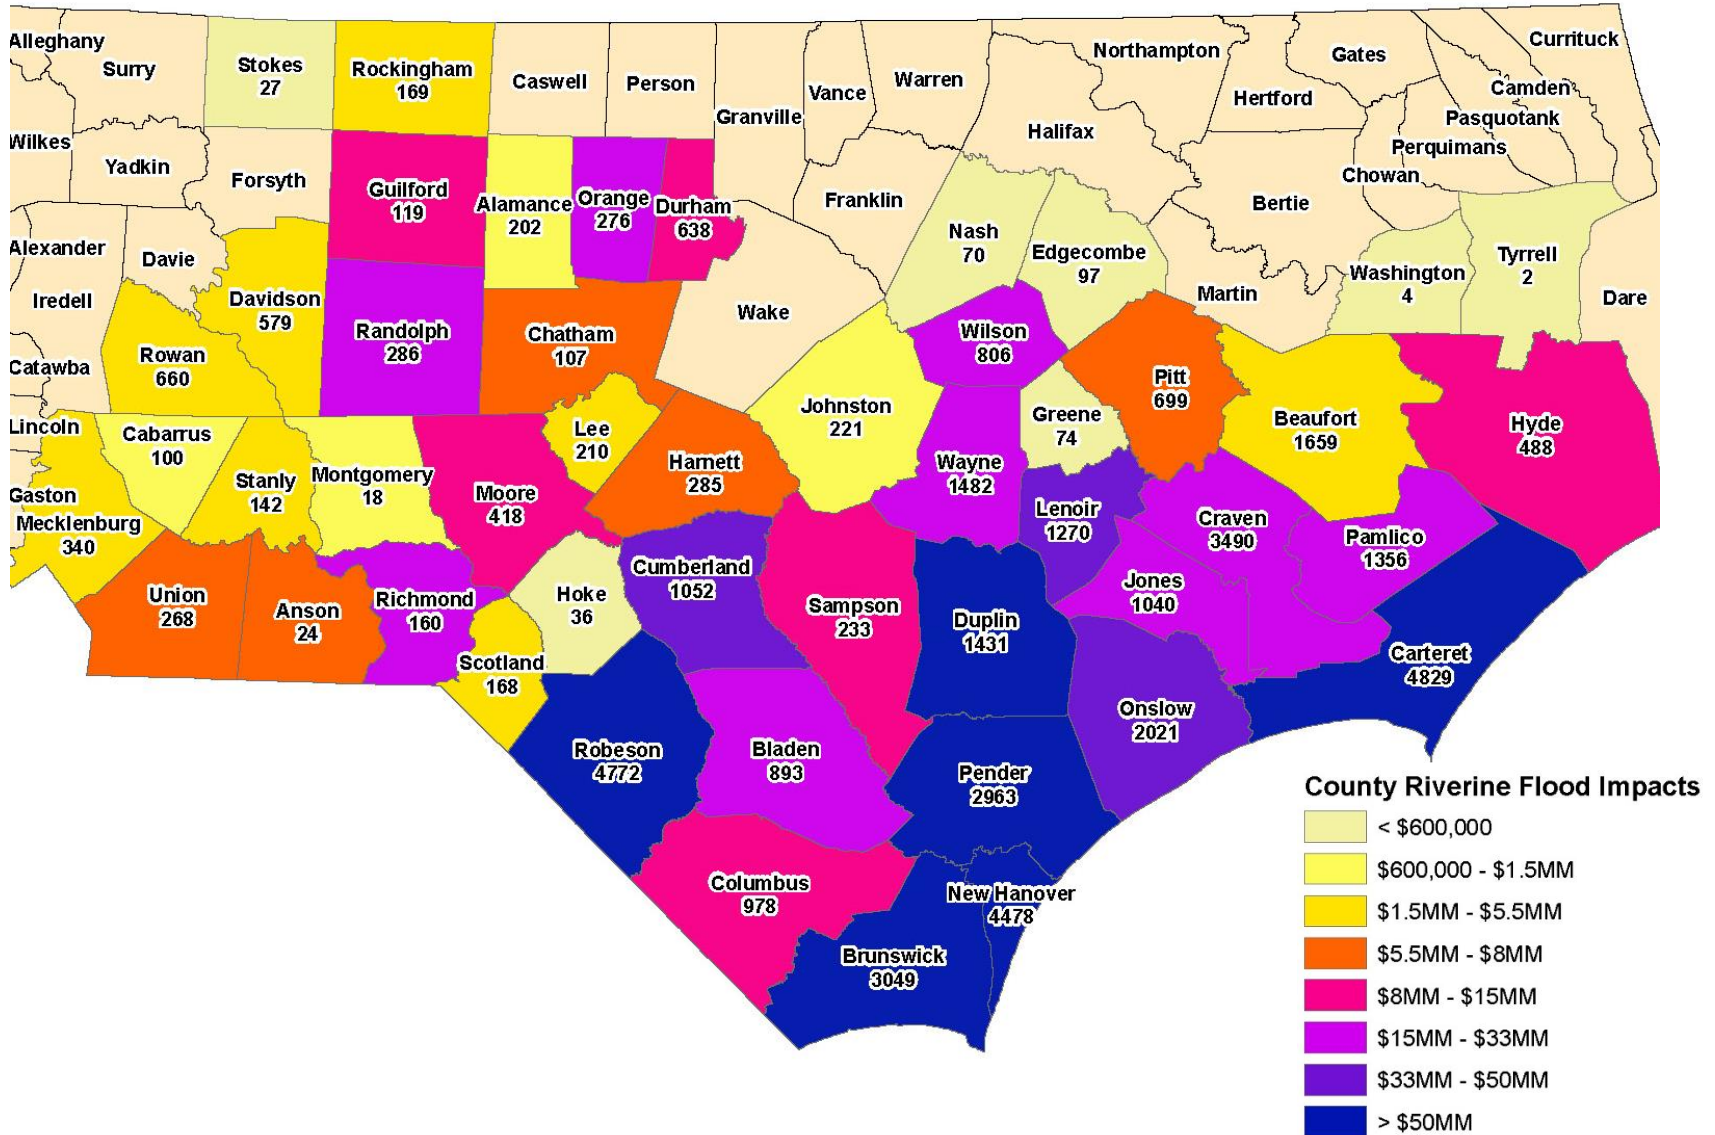 Alleghany
Surry
Stokes
27
Rockingham
169
Caswell
Person
Granville
Vance
Warren
Northampton
Gates
Currituck
Camden
Hertford
Pasquotank
Halifax
Perquimans
Chowan
Wilkes
Yadkin
Forsyth
Guilford
119
Alamance
202
Orange
276
Durham
638
Franklin
Bertie
Nash
70
Edgecombe
97
Washington
4
Tyrrell
2
Martin
Dare
Alexander
Davie
Iredell
Davidson
579
Randolph
286
Chatham
107
Wake
Wilson
806
Catawba
Rowan
660
Pitt
699
Johnston
221
Greene
74
Beaufort
1659
Hyde
488
Lincoln
Cabarrus
100
Lee
210
Harnett
285
Wayne
1482
Stanly
142
Montgomery
18
Moore
418
Gaston
Mecklenburg
340
Lenoir
1270
Craven
3490
Pamlico
1356
Union
268
Anson
24
Richmond
160
Hoke
36
Cumberland
1052
Sampson
233
Duplin
1431
Jones
1040
Scotland
168
Carteret
4829
Onslow
2021
Robeson
4772
Bladen
893
Pender
2963
Columbus
978
New Hanover
4478
Brunswick
3049
County Riverine Flood Impacts
< $600,000
$600,000 - $1.5MM
$1.5MM - $5.5MM
$5.5MM - $8MM
$8MM - $15MM
$15MM - $33MM
$33MM - $50MM
> $50MM